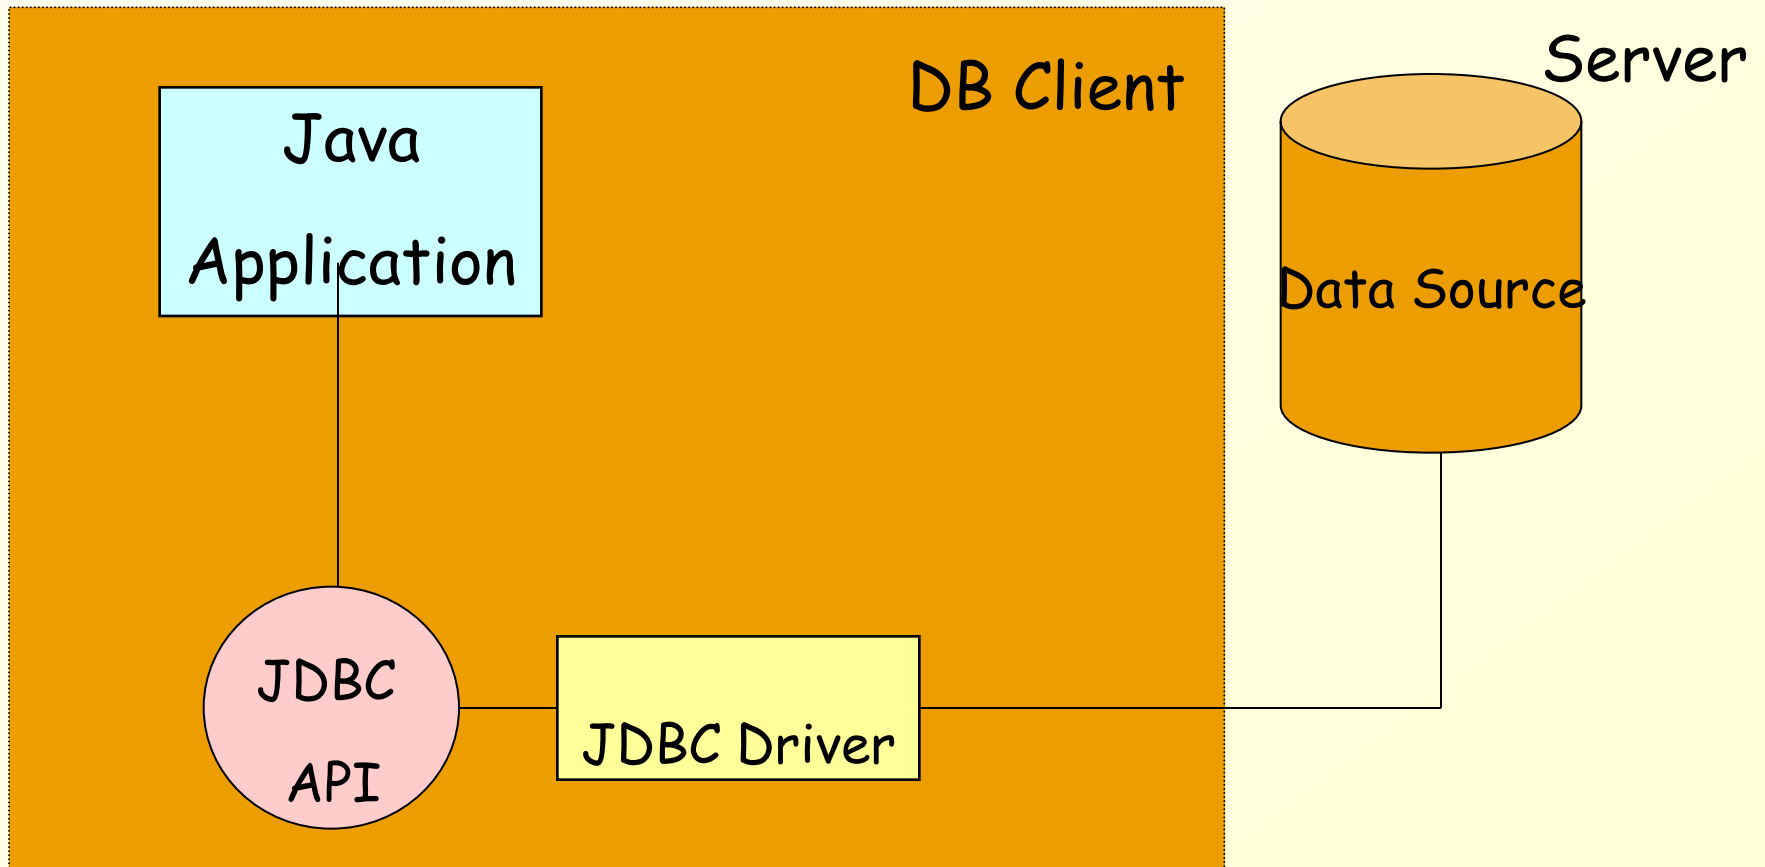 Server
DB Client
Java
Application
Data Source
JDBC
API
JDBC Driver